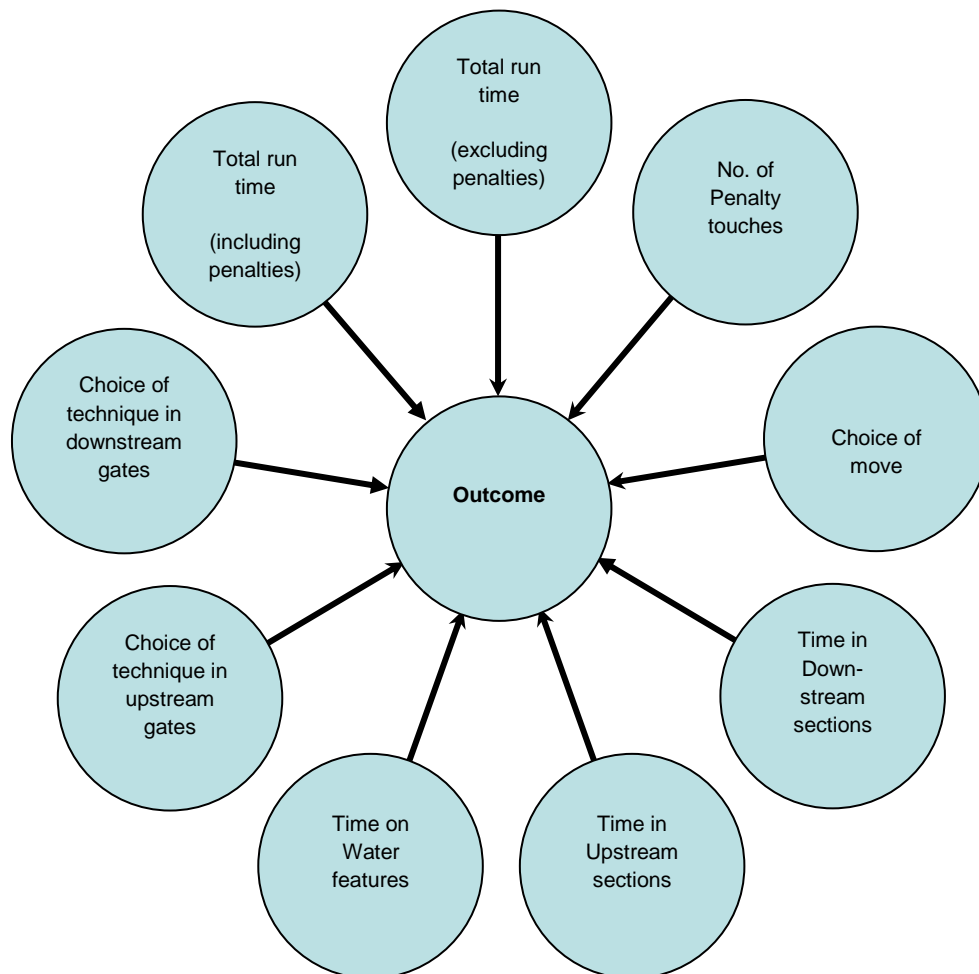 Total run
time
(excluding
penalties)
Total run
time
(including
penalties)
No. of
Penalty
touches
Choice of
technique in
downstream
gates
Choice of
move
Outcome
Choice of
technique in
upstream
gates
Time in
Down-
stream
sections
Time on
Water
features
Time in
Upstream
sections